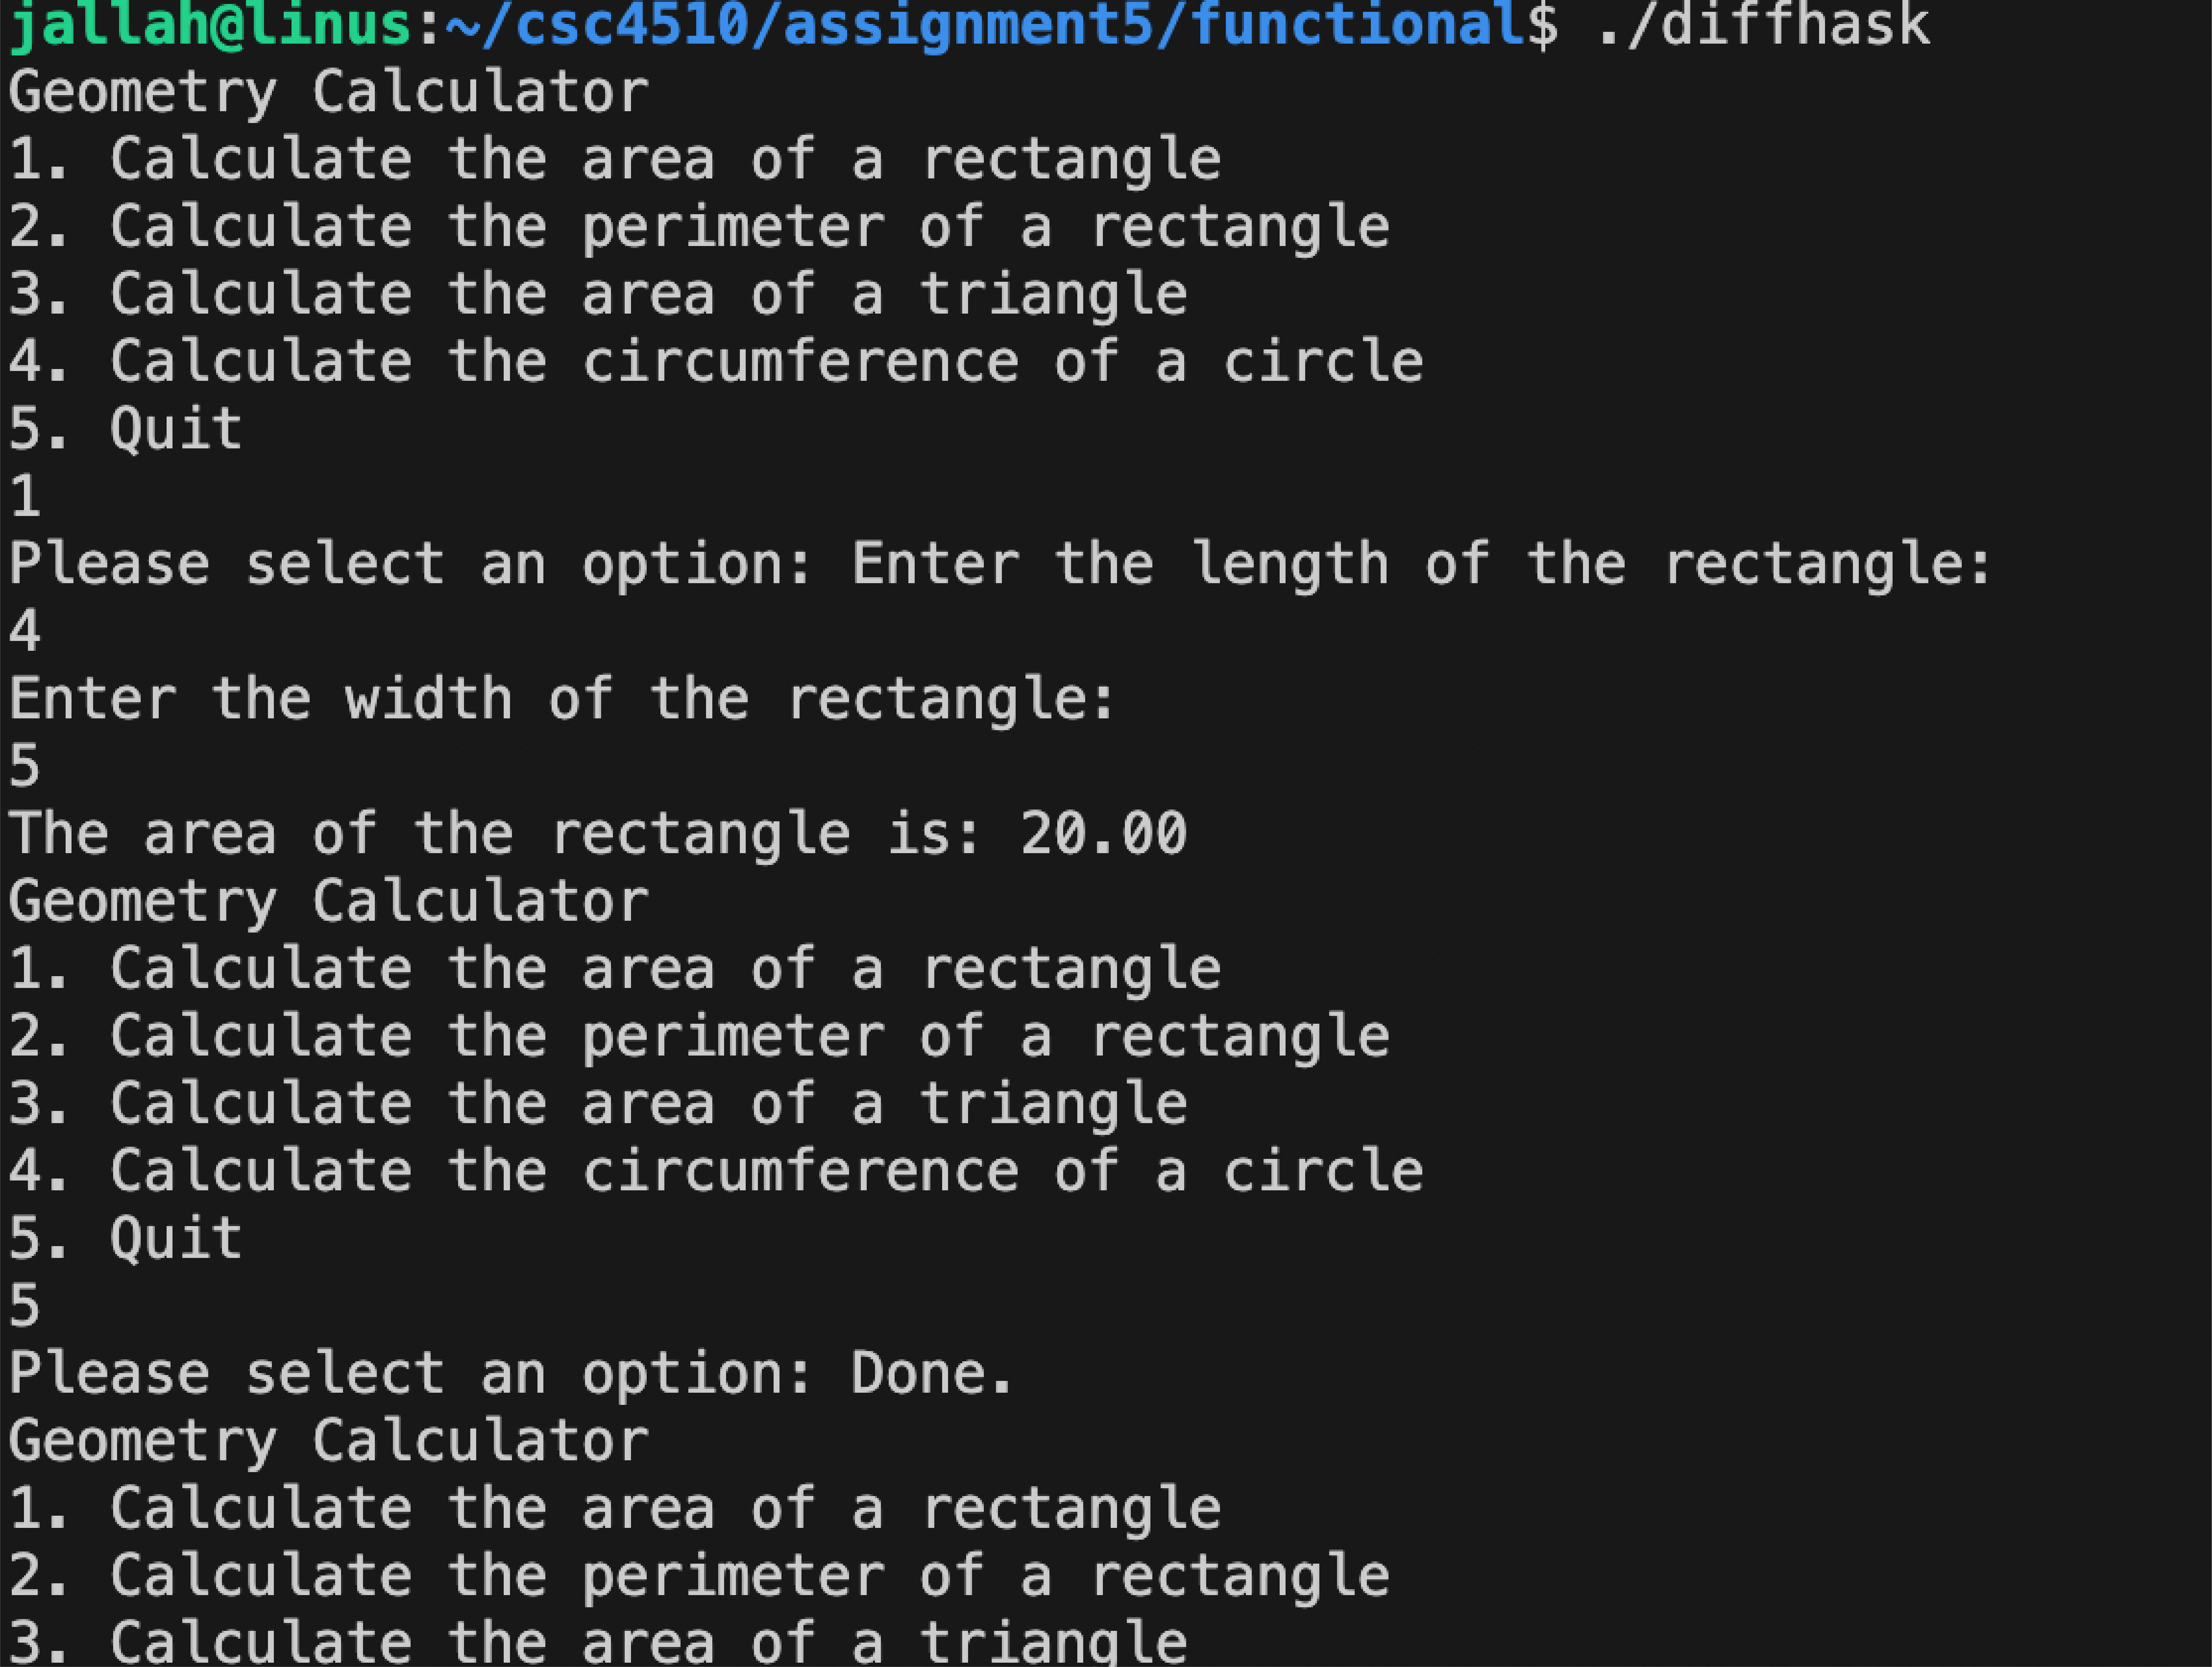 jallah@linus:~/csc4510/assignment5/functional$ ./diffhask
Geometry Calculator
1. Calculate the area of a rectangle
2. Calculate the perimeter of a rectangle
3. Calculate the area of a triangle
4. Calculate the circumference of a circle
5. Quit
1
Please select an option: Enter the length of the rectangle:
4
Enter the width of the rectangle:
5
The area of the rectangle is: 20.00
Geometry Calculator
1. Calculate the area of a rectangle
2. Calculate the perimeter of a rectangle
3. Calculate the area of a triangle
4. Calculate the circumference of a circle
5. Quit
5
Please select an option: Done.
Geometry Calculator
1. Calculate the area of a rectangle
2. Calculate the perimeter of a rectangle
3. Calculate the area of a triangle